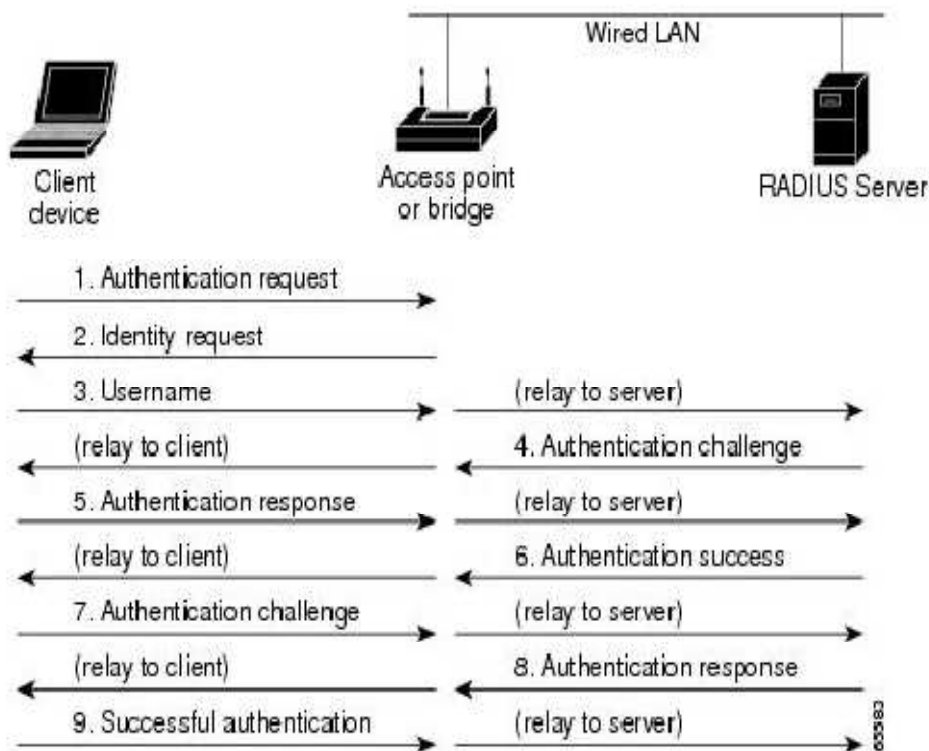 Wired LAN
Client
device
Access point
or bridge
RADIUS Server
1. Authentication request
2. Identity request
3. Username
(relay to server)
(relay to client)
4. Authentication challenge
5. Authentication response
(relay to server)
(relay to client)
6. Authentication success
7. Authentication challenge
(relay to server)
(relay to client)
8. Authentication response
9. Successful authentication
(relay to server)